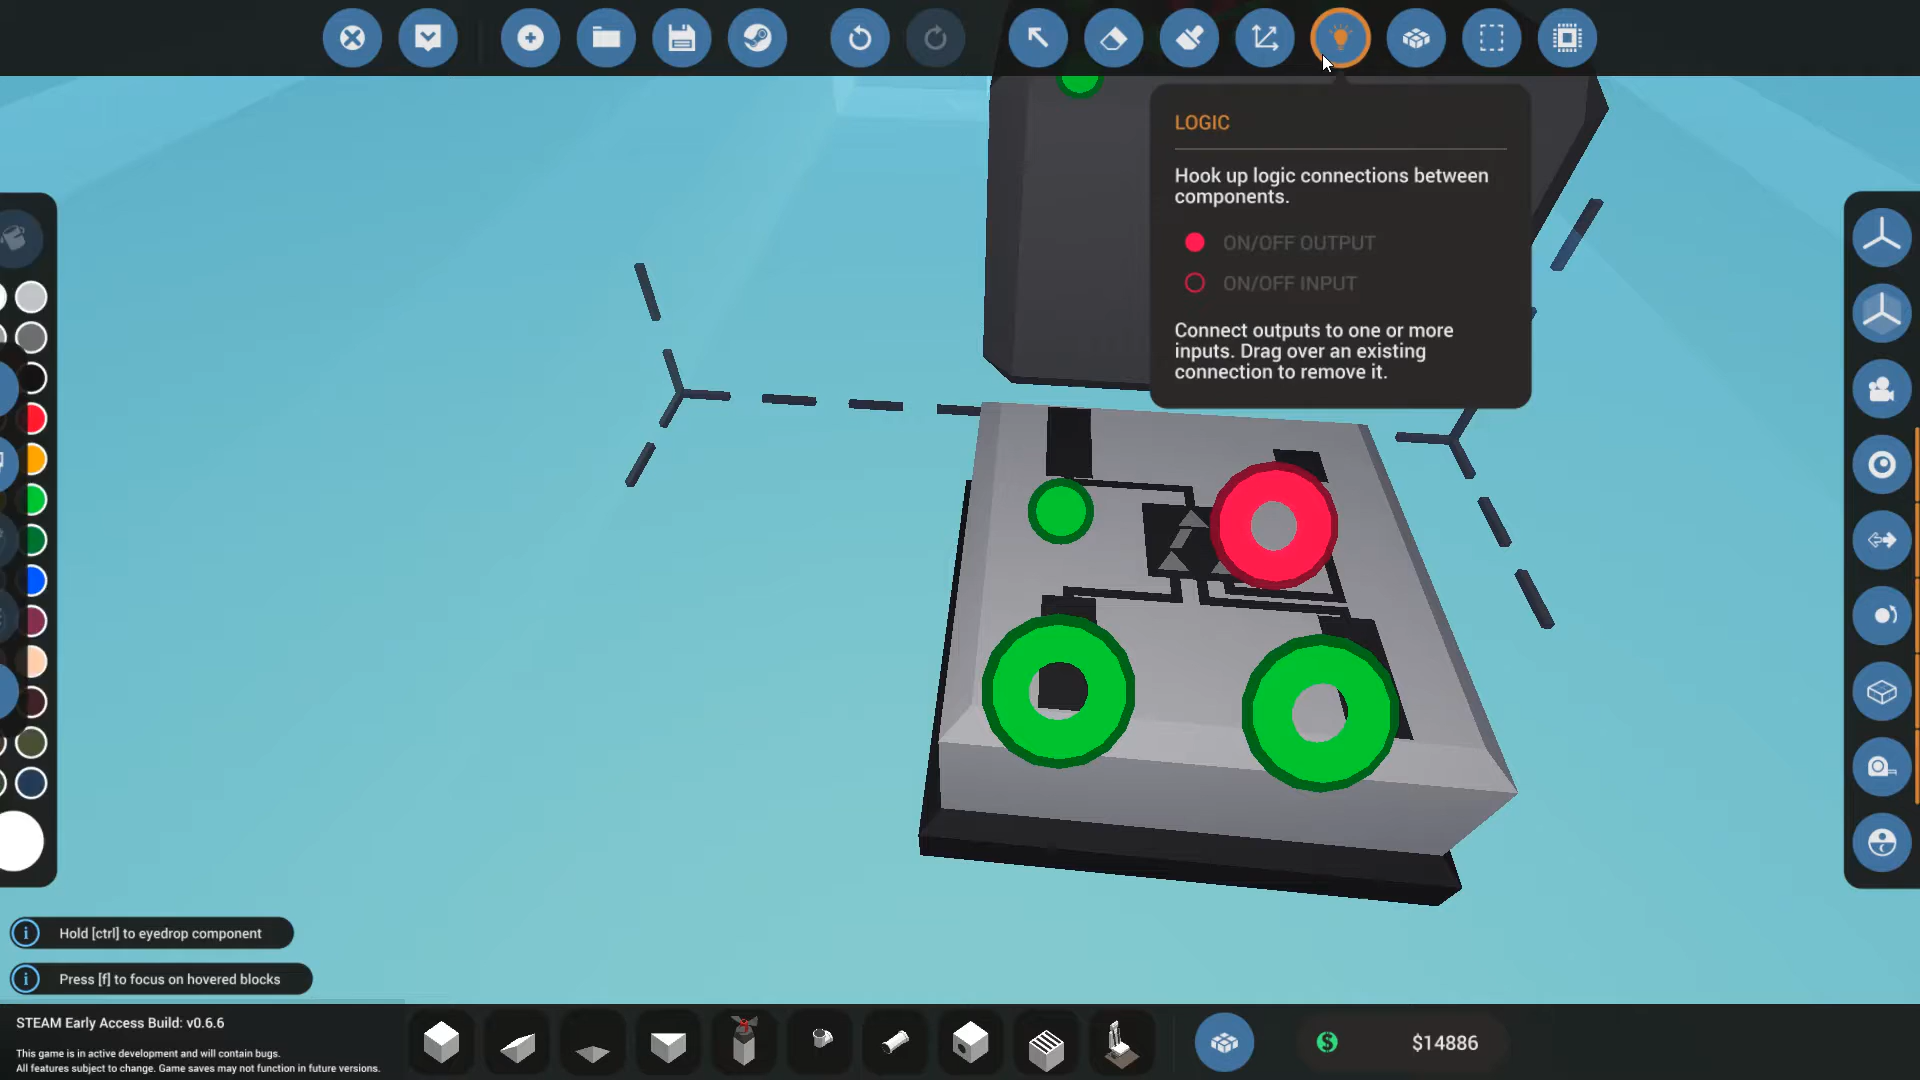 LOGIC
Hook up logic connections between
components.
ON/OFF OUTPUT
ON/OFF INPUT
Connect outputs to one or more
inputs. Drag over an existing
connection to remove it.
Hold [ctrl] to eyedrop component
Press [f] to focus on hovered blocks
STEAM Early Access Build: v0.6.6
This game is in active development and will contain bugs.
All features subject to change. Game saves may not function in future versions.
$14886